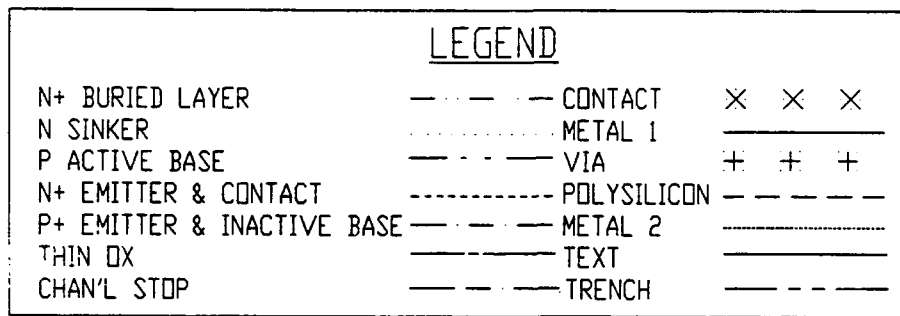 LEGEND
N+ BURIED LAYER CONTACT
N SINKER METAL 1
P ACTIVE BASE VIA
N+ EMITTER & CONTACT POLYSILICON
P+ EMITTER & INACTIVE BASE METAL 2
THIN OX TEXT
CHAN'L STOP TRENCH